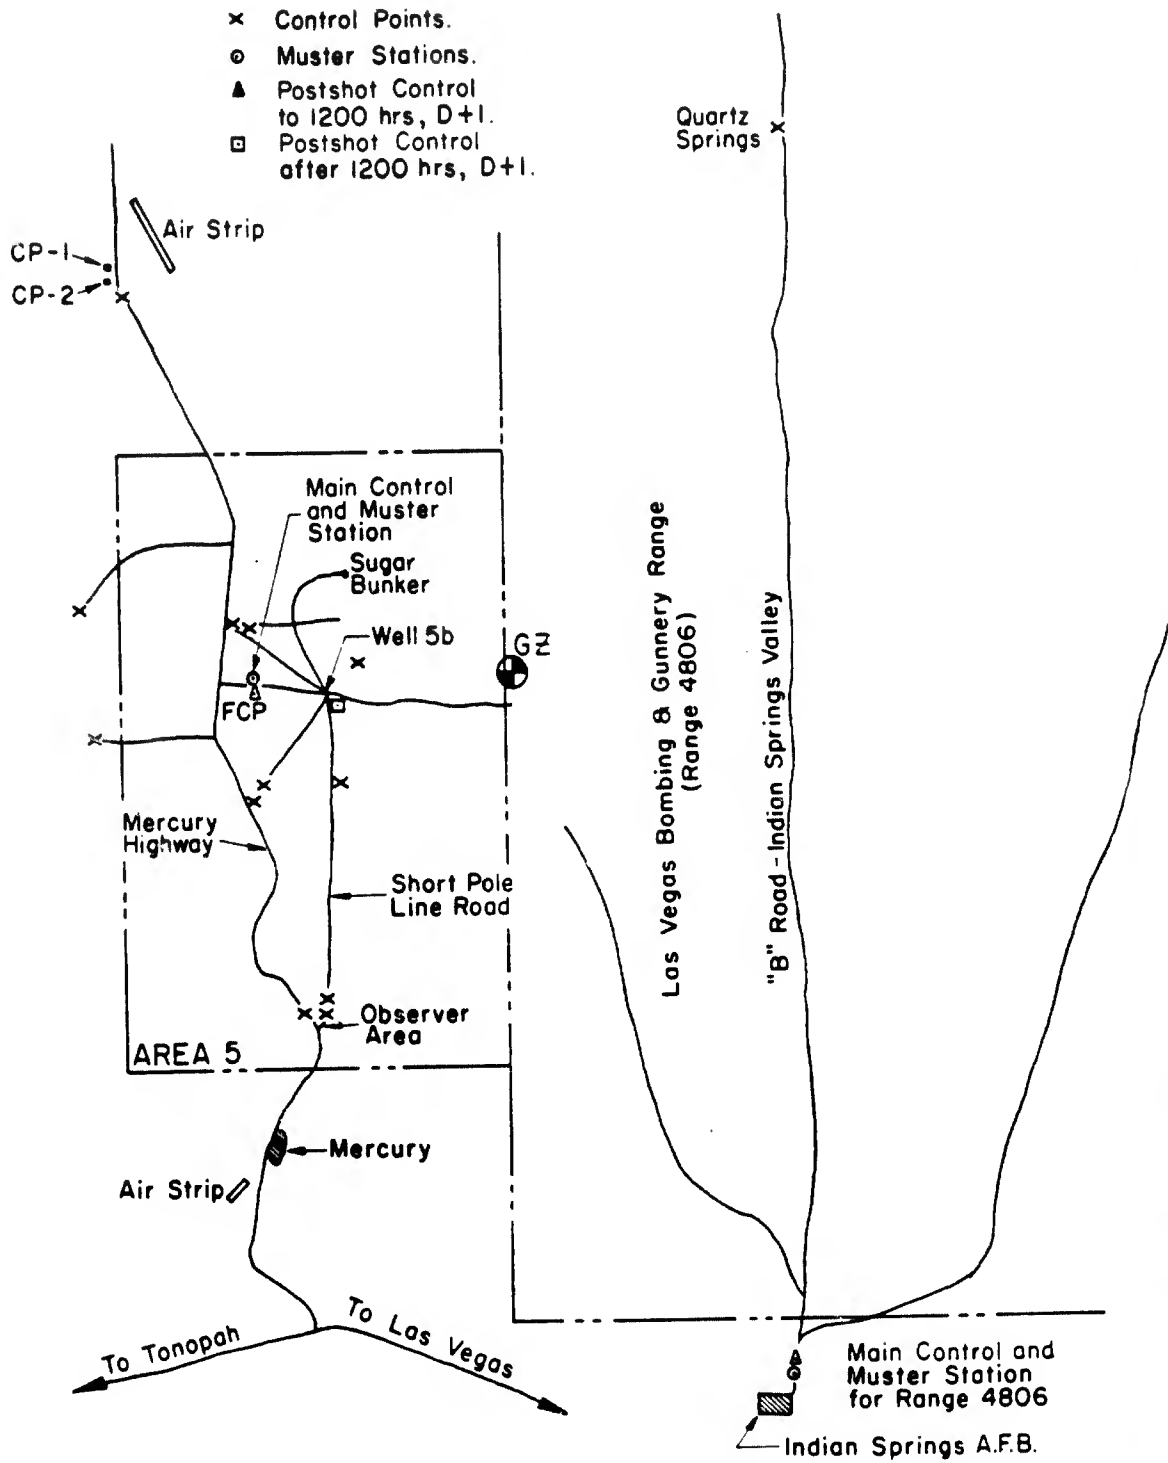 Control Points.
Muster Stations.
Postshot Control
to 1200 hrs, D+1.
Postshot Control
after 1200 hrs, D+1.
Quartz
Springs
Air Strip
CP-1
CP-2
Main Control
and Muster
Station
Sugar
Bunker
Well 5b
GZ
FCP
Mercury
Highway
Short Pole
Line Road
Observer
Area
AREA 5
Mercury
Air Strip
To Tonopah
To Las Vegas
Las Vegas Bombing & Gunnery Range
(Range 4806)
"B" Road - Indian Springs Valley
Main Control and
Muster Station
for Range 4806
Indian Springs A.F.B.